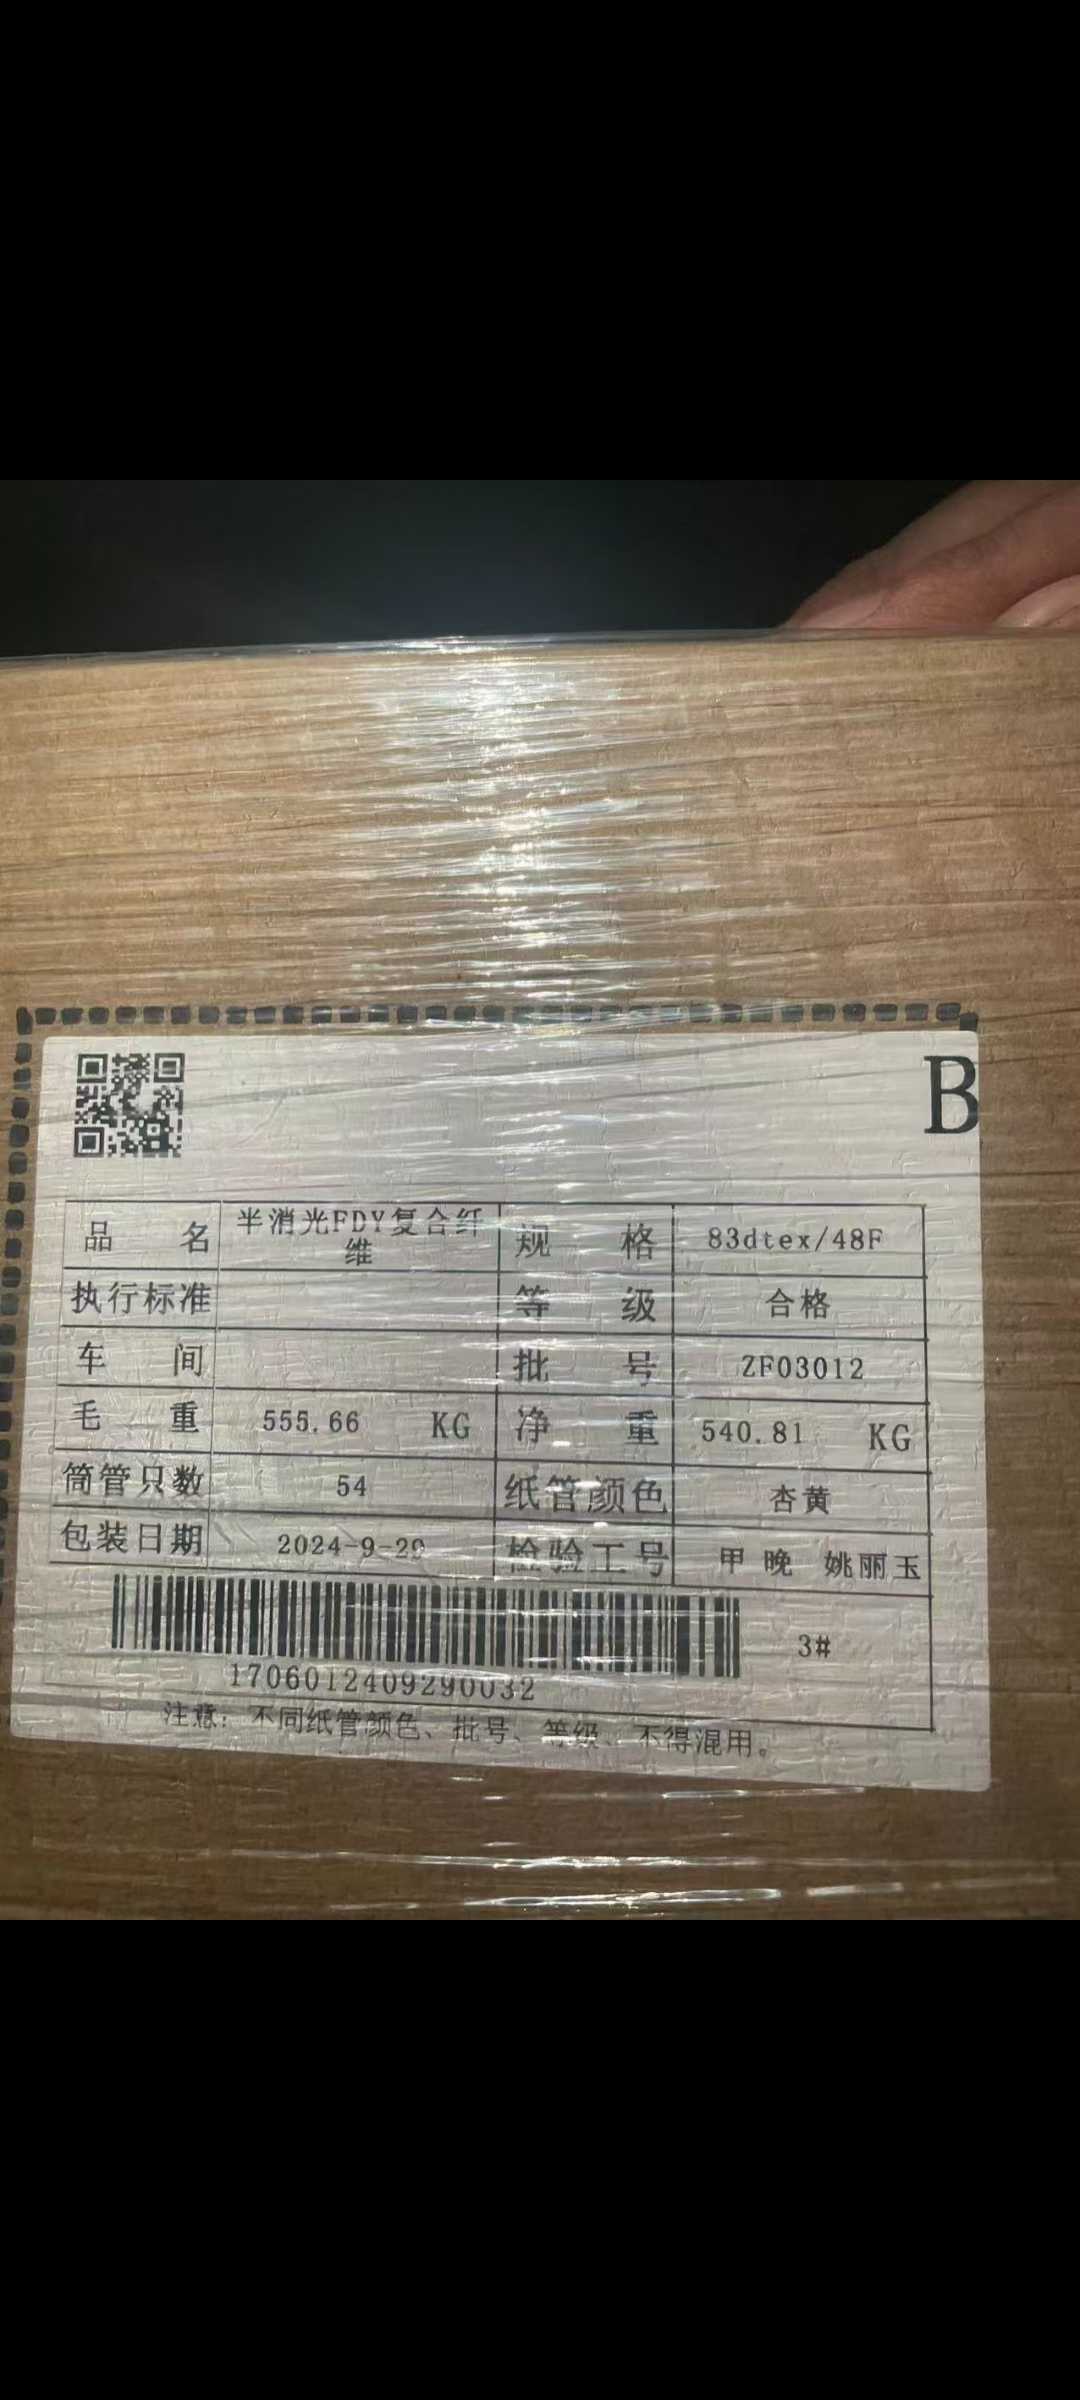 B
品名 半消光FDY复合纤维 规格 83dtex/48F
执行标准 等级 合格
车间 批号 ZF03012
毛重 555.66 KG 净重 540.81 KG
筒管只数 54 纸管颜色 杏黄
包装日期 2024-9-29 检验工号 甲 晚 姚丽玉
3#
1706012409290032
注意：不同纸管颜色、批号、等级、不得混用。